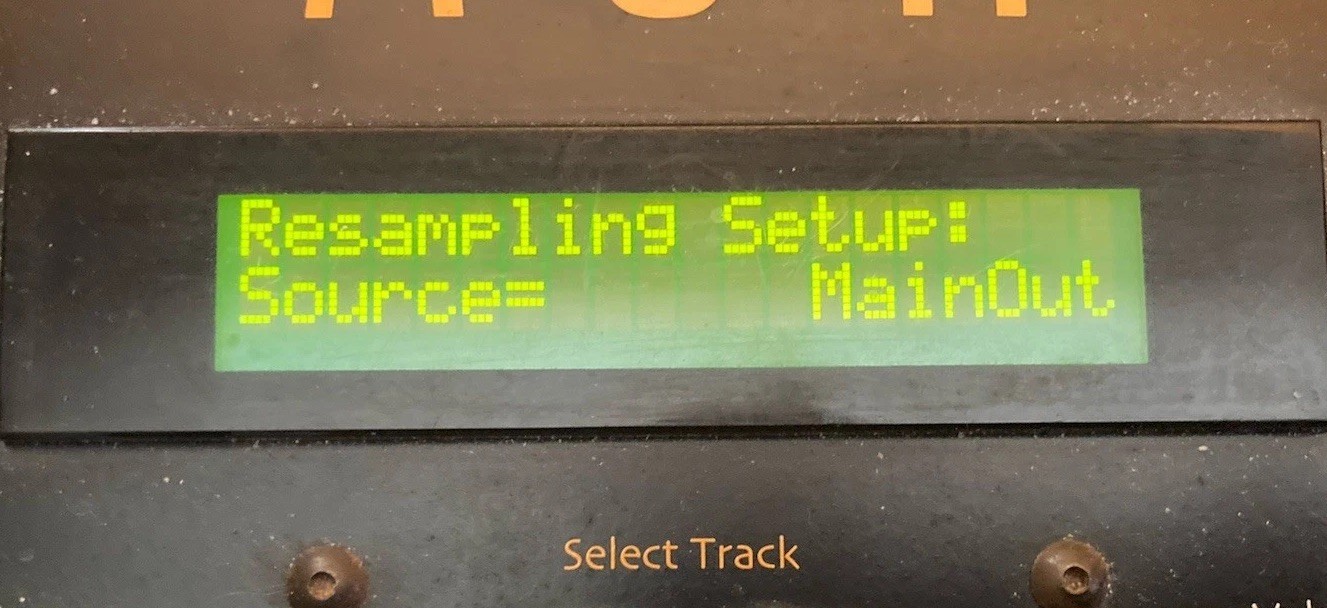 Resampling Setup:
Source= MainOut
Select Track